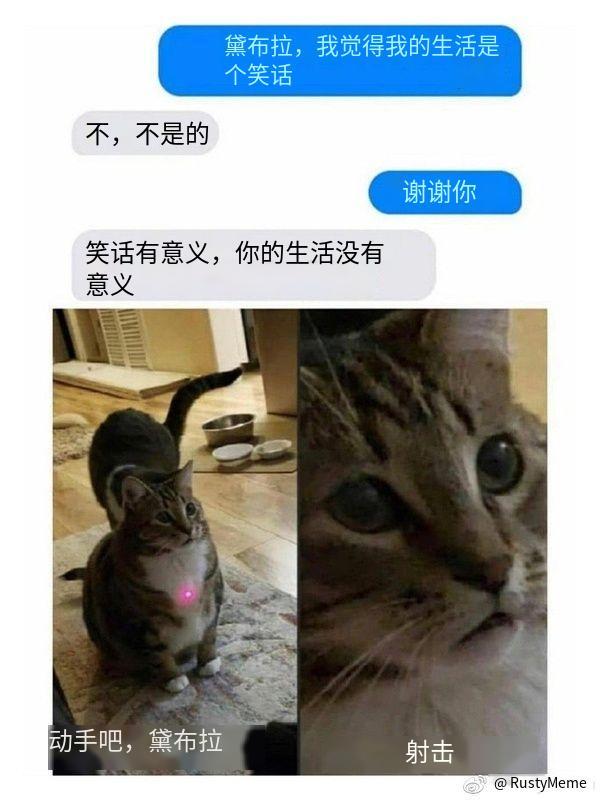 黛布拉，我觉得我的生活是
个笑话
不，不是的
谢谢你
笑话有意义，你的生活没有
意义
动手吧，黛布拉
射击
@RustyMeme